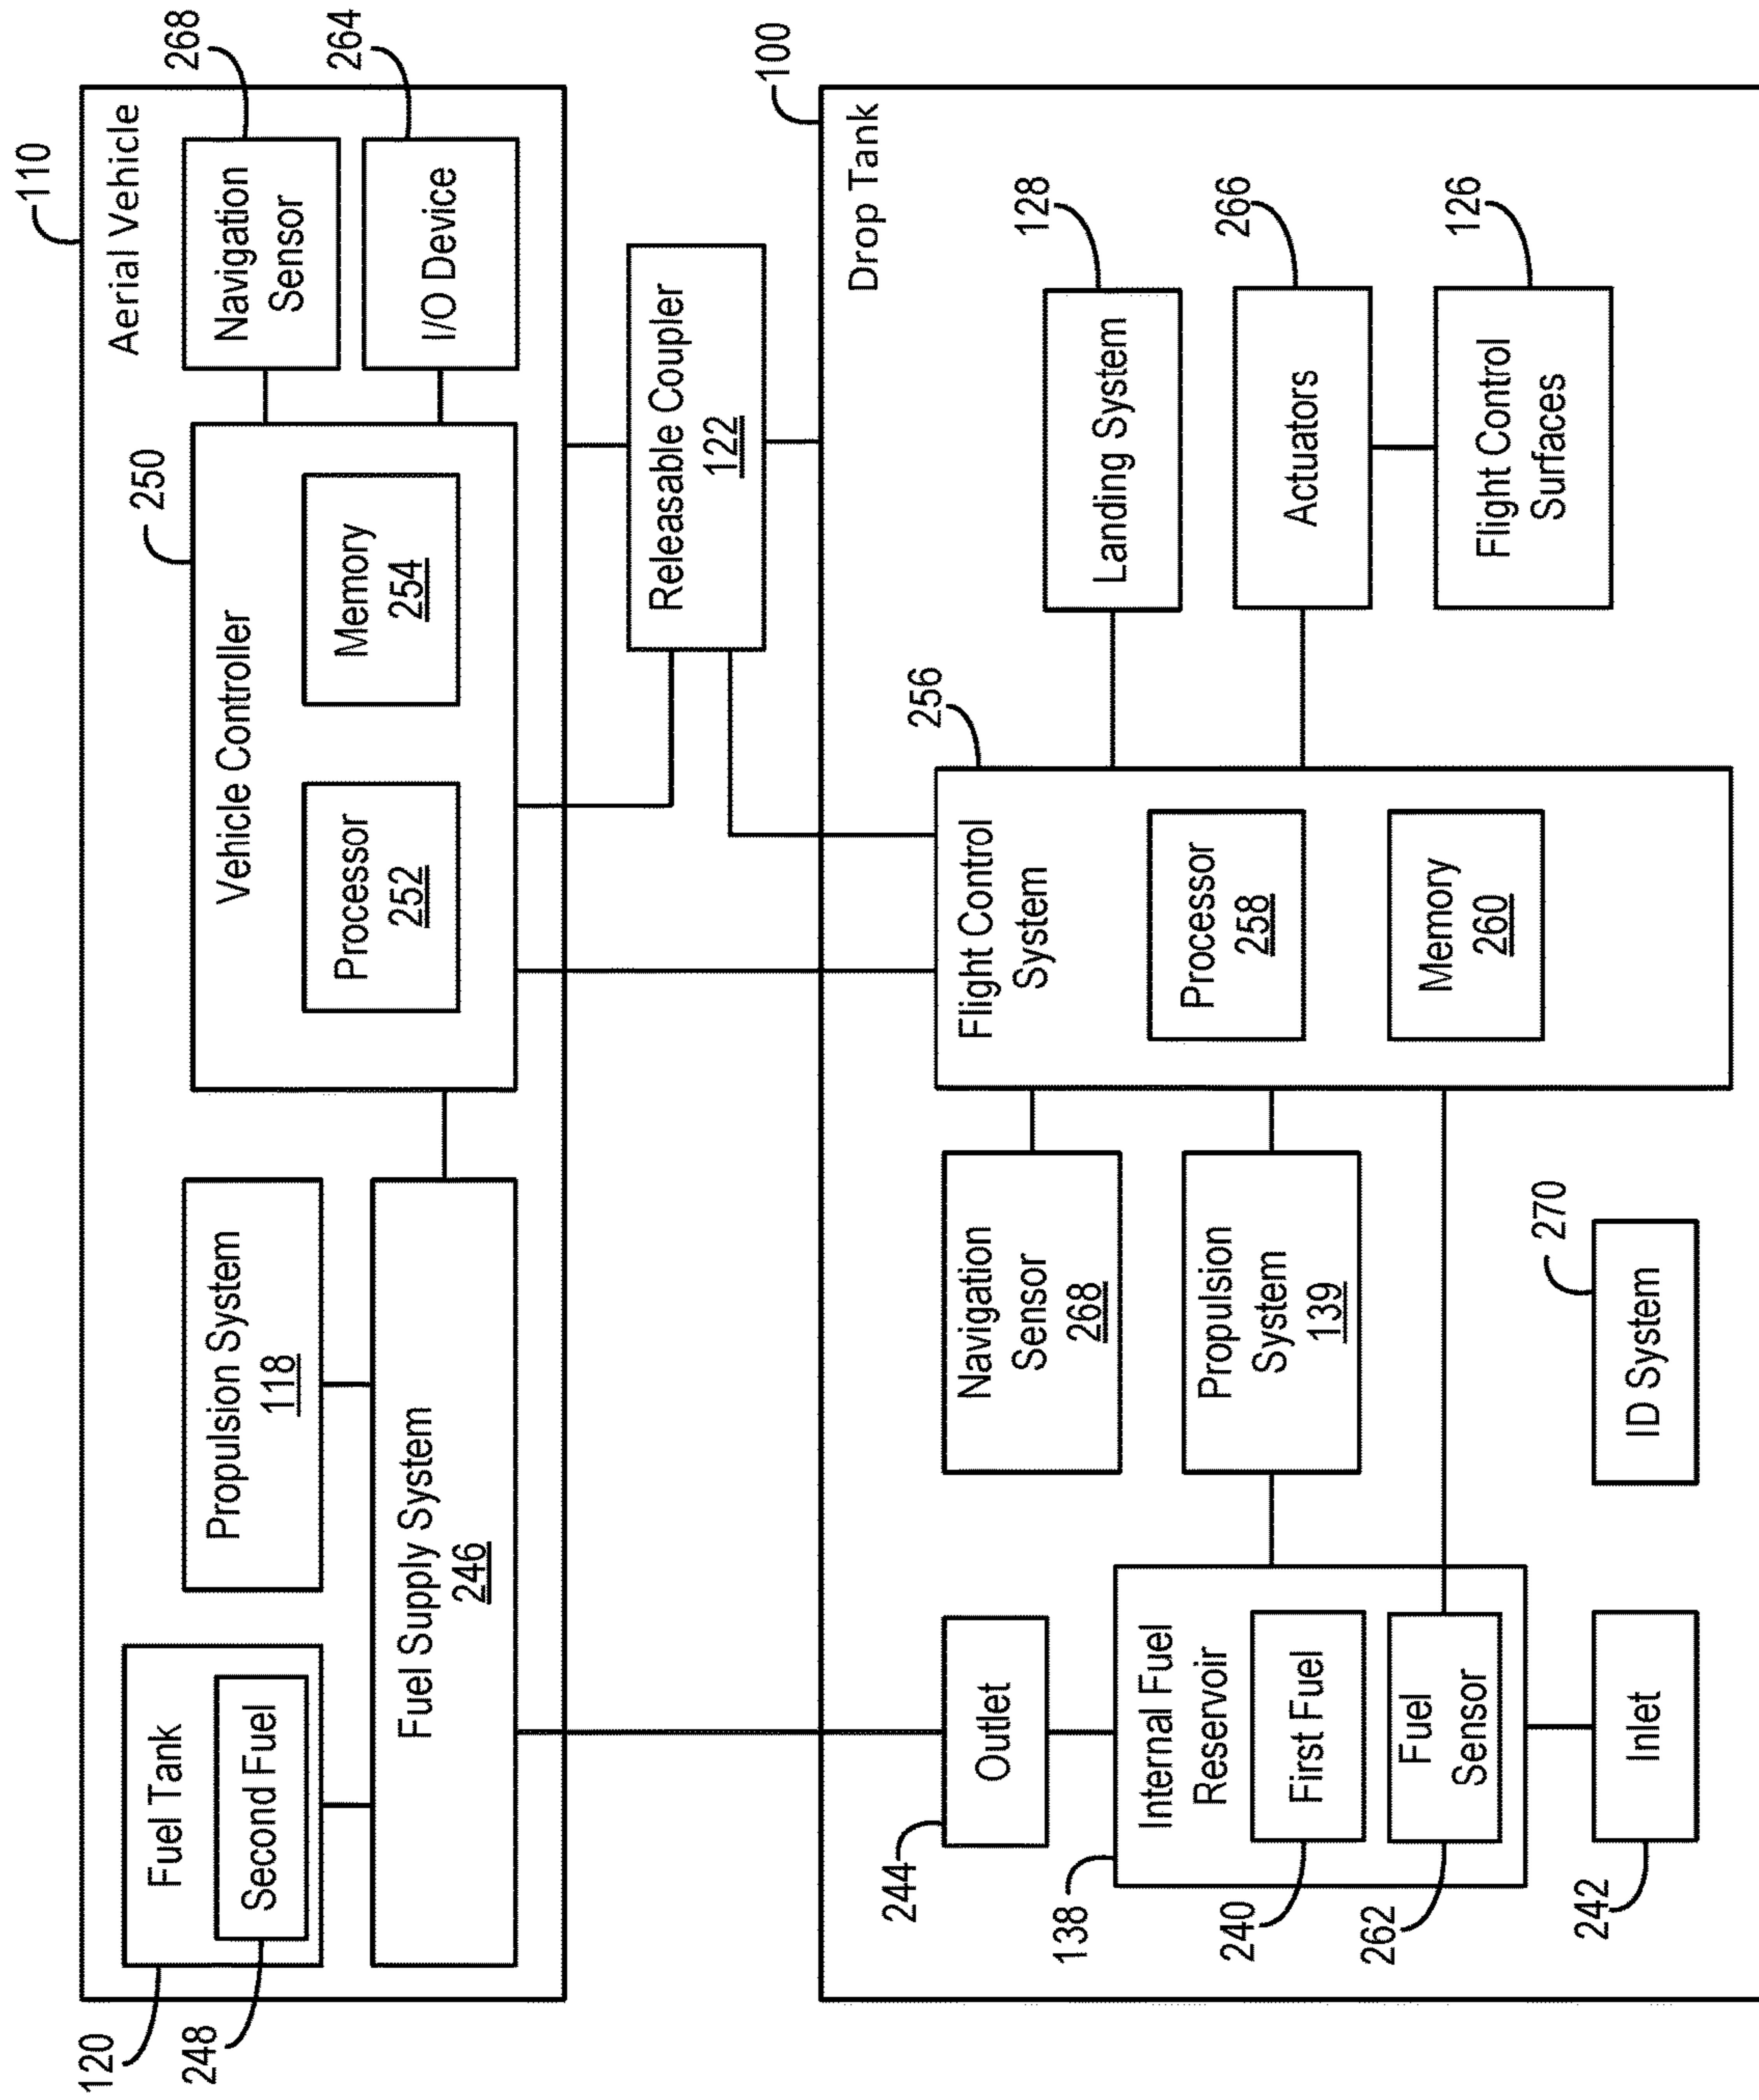 110
Aerial Vehicle
120
Fuel Tank
248
Second Fuel
Propulsion System
118
Fuel Supply System
246
250
Vehicle Controller
Processor
252
Memory
254
Navigation
Sensor
268
I/O Device
264
Releasable Coupler
122
100
Drop Tank
244
Outlet
138
Internal Fuel
Reservoir
240
First Fuel
262
Fuel
Sensor
242
Inlet
Navigation
Sensor
268
Propulsion
System
139
270
ID System
256
Flight Control
System
Processor
258
Memory
260
128
Landing System
266
Actuators
126
Flight Control
Surfaces